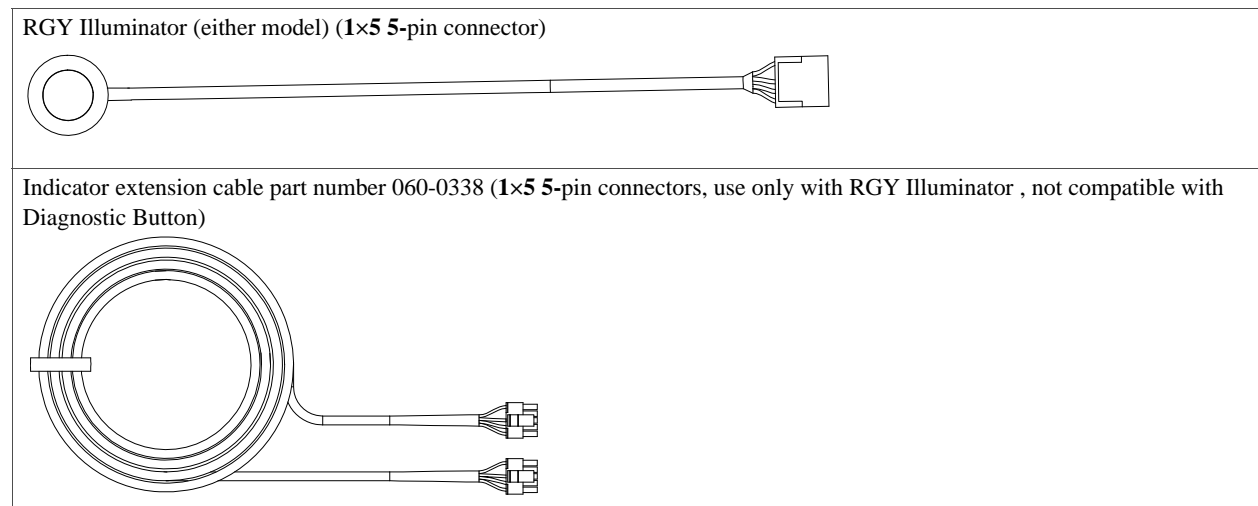 RGY Illuminator (either model) (1×5 5-pin connector)
Indicator extension cable part number 060-0338 (1×5 5-pin connectors, use only with RGY Illuminator , not compatible with
Diagnostic Button)